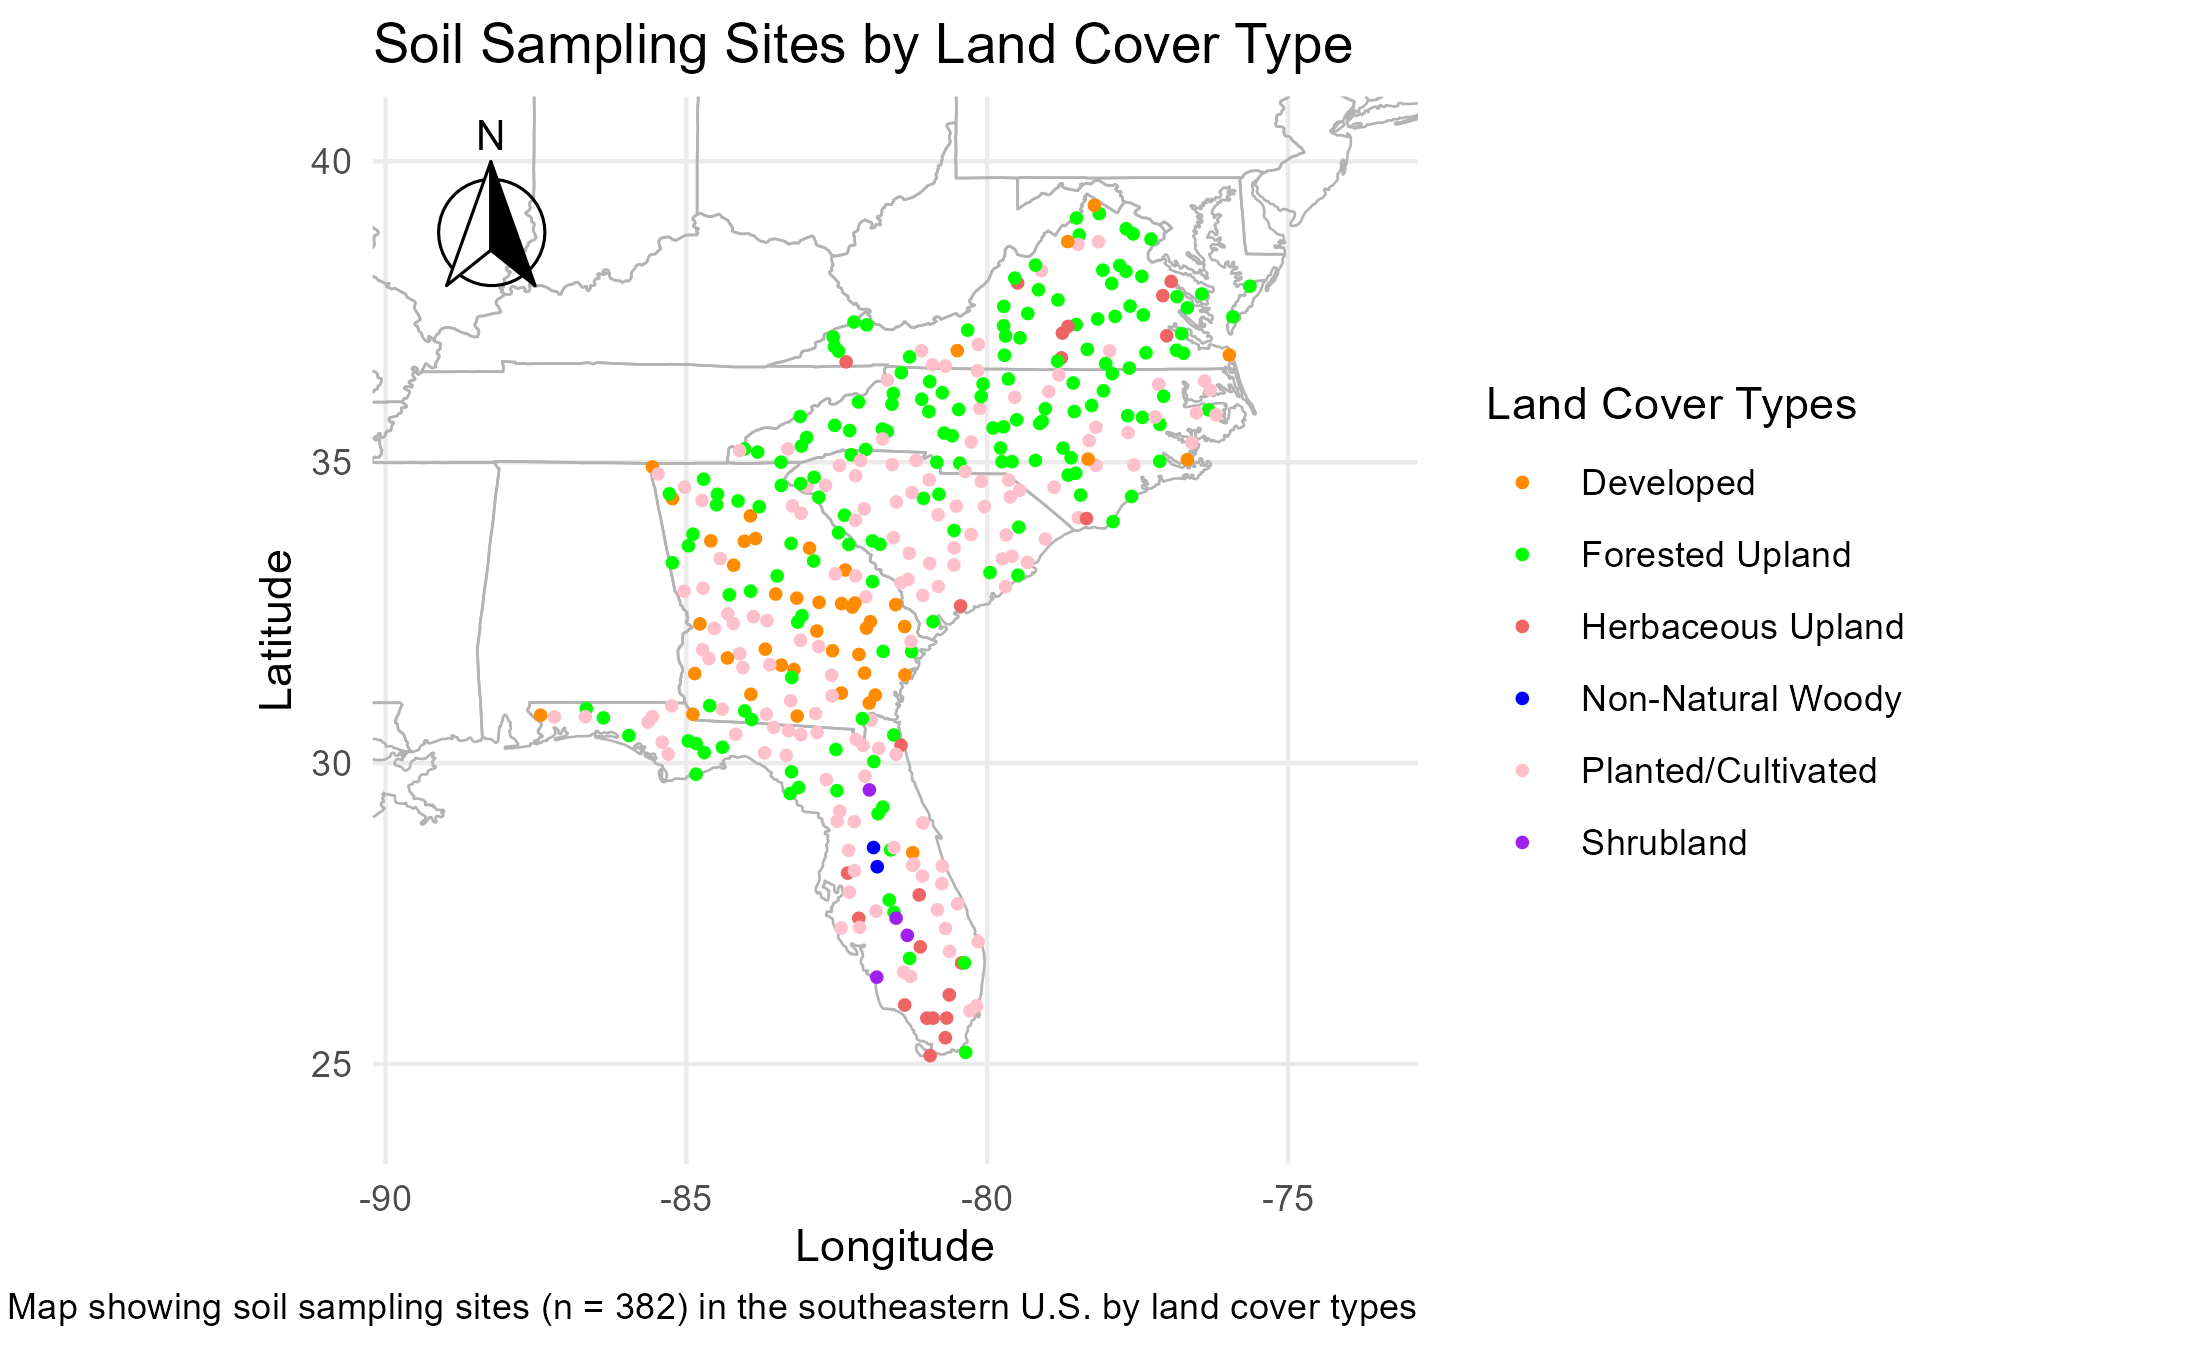 Soil Sampling Sites by Land Cover Type
N
40
35
30
25
Latitude
-90 -85 -80 -75
Longitude
Land Cover Types
Developed
Forested Upland
Herbaceous Upland
Non-Natural Woody
Planted/Cultivated
Shrubland
Map showing soil sampling sites (n = 382) in the southeastern U.S. by land cover types